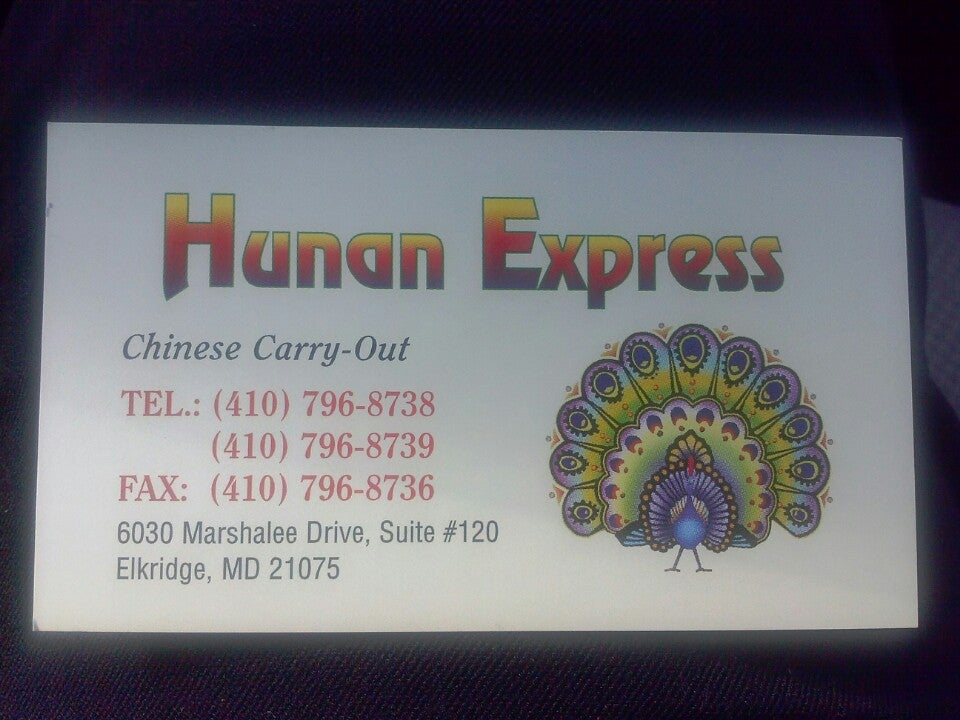 Hunan Express
Chinese Carry-Out
TEL.: (410) 796-8738
(410) 796-8739
FAX: (410) 796-8736
6030 Marshalee Drive, Suite #120
Elkridge, MD 21075